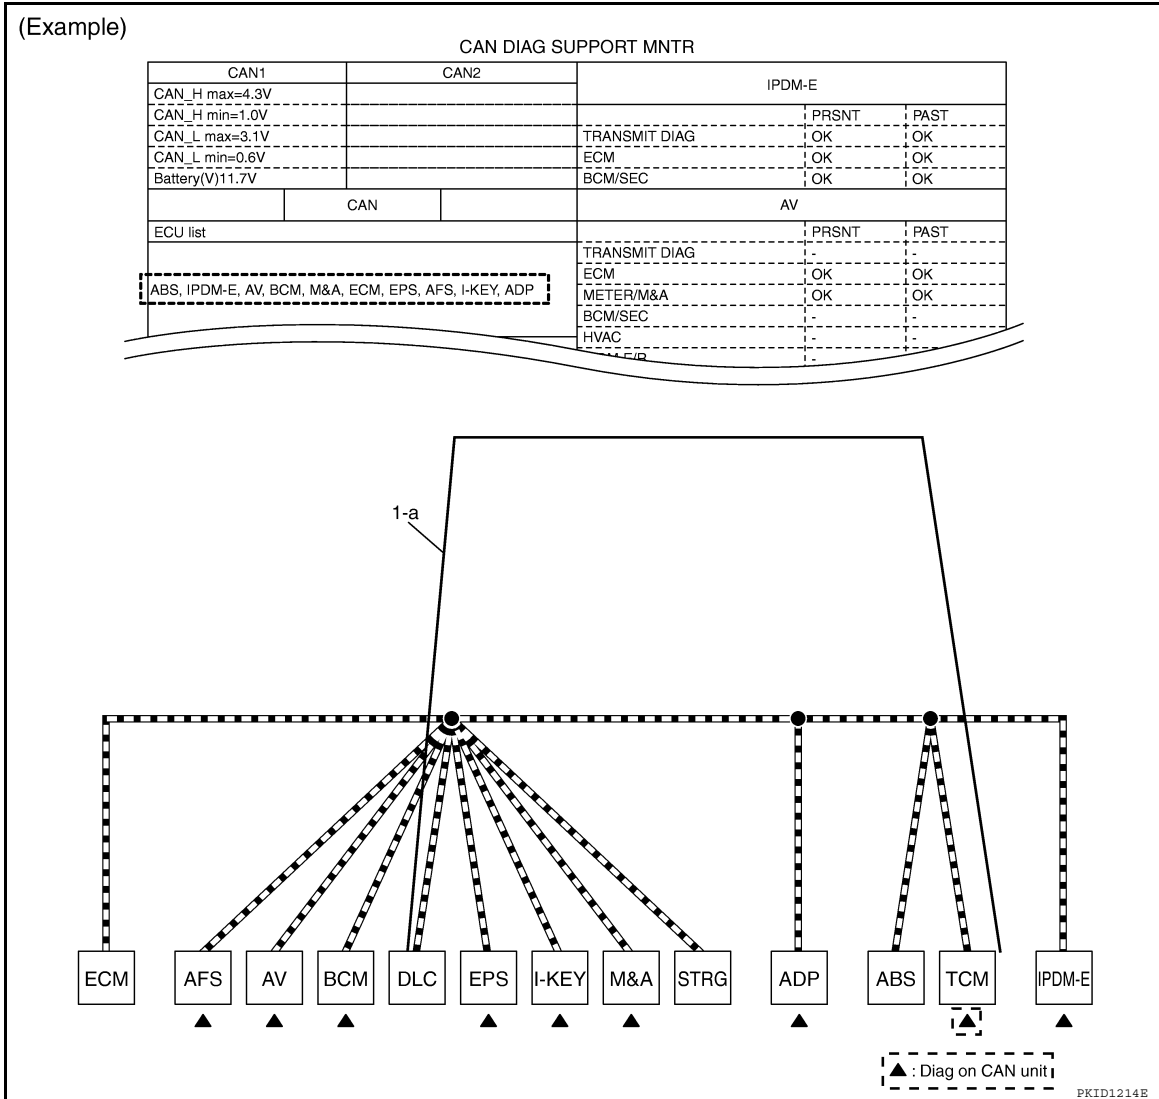 (Example)
CAN DIAG SUPPORT MNTR
CAN1 CAN2 IPDM-E
CAN_H max=4.3V
CAN_H min=1.0V PRSNT PAST
CAN_L max=3.1V TRANSMIT DIAG OK OK
CAN_L min=0.6V ECM OK OK
Battery(V)11.7V BCM/SEC OK OK
CAN AV
ECU list PRSNT PAST
TRANSMIT DIAG - -
ECM OK OK
ABS, IPDM-E, AV, BCM, M&A, ECM, EPS, AFS, I-KEY, ADP METER/M&A OK OK
BCM/SEC - -
HVAC - -
-
1-a
ECM AFS AV BCM DLC EPS I-KEY M&A STRG ADP ABS TCM IPDM-E
▲ : Diag on CAN unit
PKID1214E